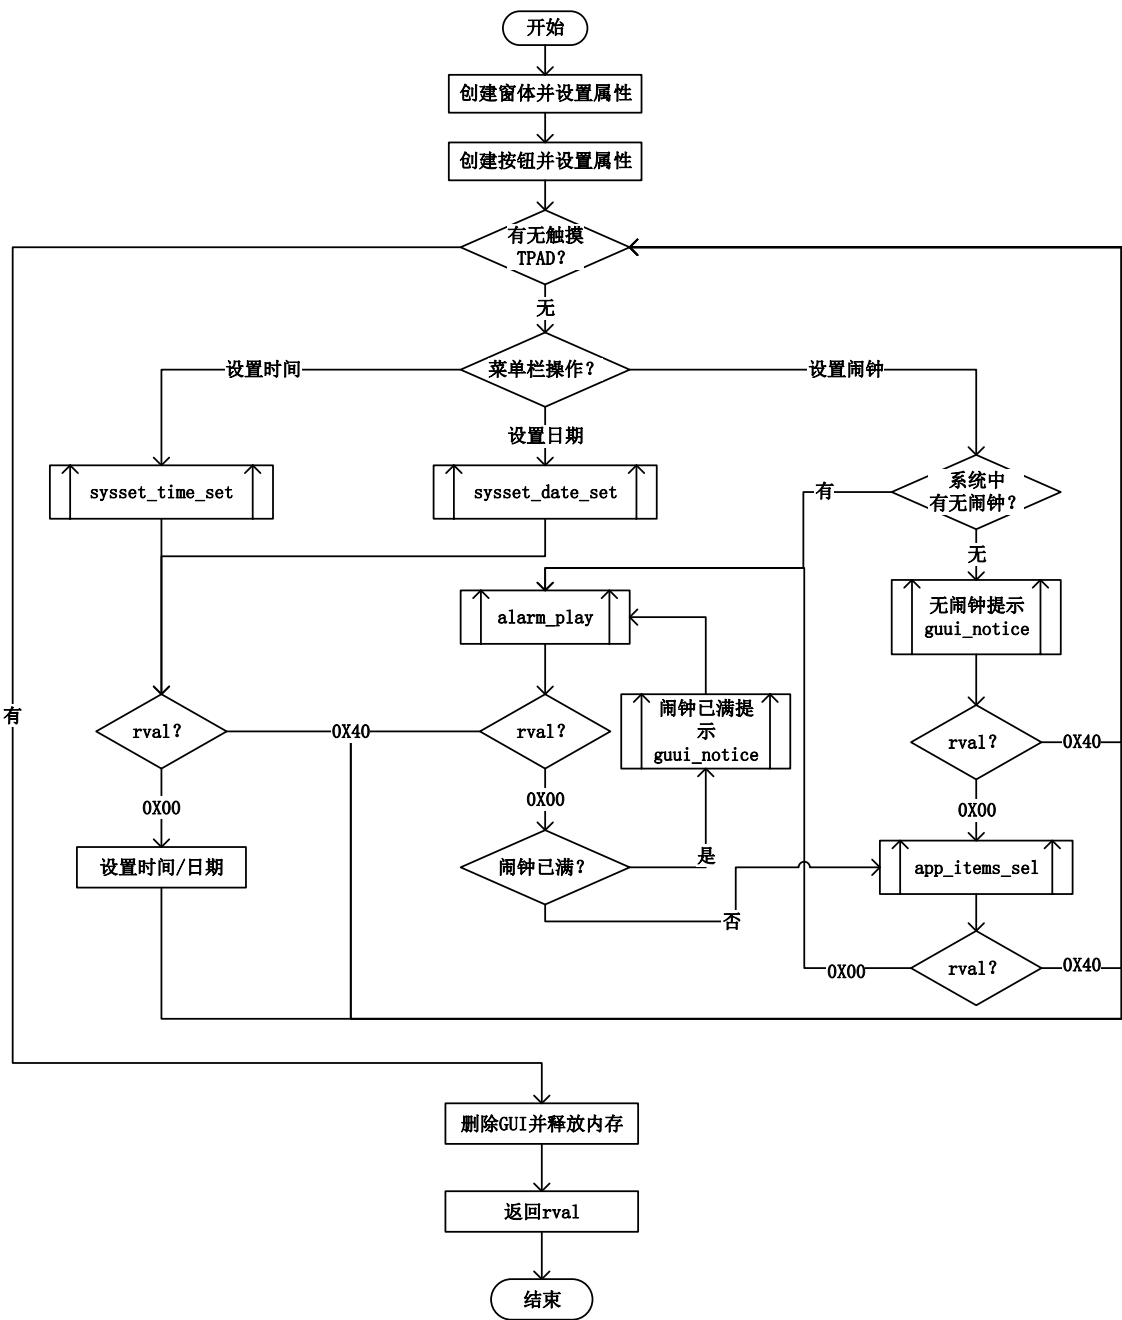 开始
创建窗体并设置属性
创建按钮并设置属性
有无触摸
TPAD?
无
设置时间
菜单栏操作?
设置闹钟
设置日期
sysset_time_set
sysset_date_set
有
系统中
有无闹钟?
无
alarm_play
无闹钟提示
guui_notice
有
闹钟已满提
示
guui_notice
rval?
0X40
rval?
rval?
0X40
0X00
0X00
0X00
设置时间/日期
闹钟已满?
是
app_items_sel
否
0X00
rval?
0X40
删除GUI并释放内存
返回rval
结束